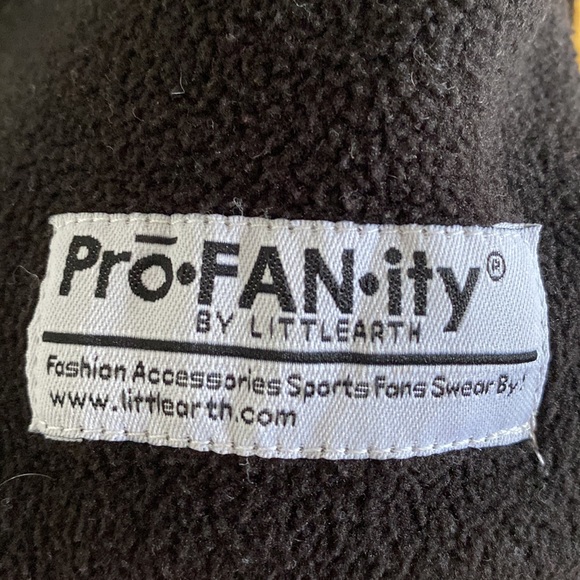 Prō•FAN•ity®
BY LITTLEARTH
Fashion Accessories Sports Fans Swear By!
www.littlearth.com